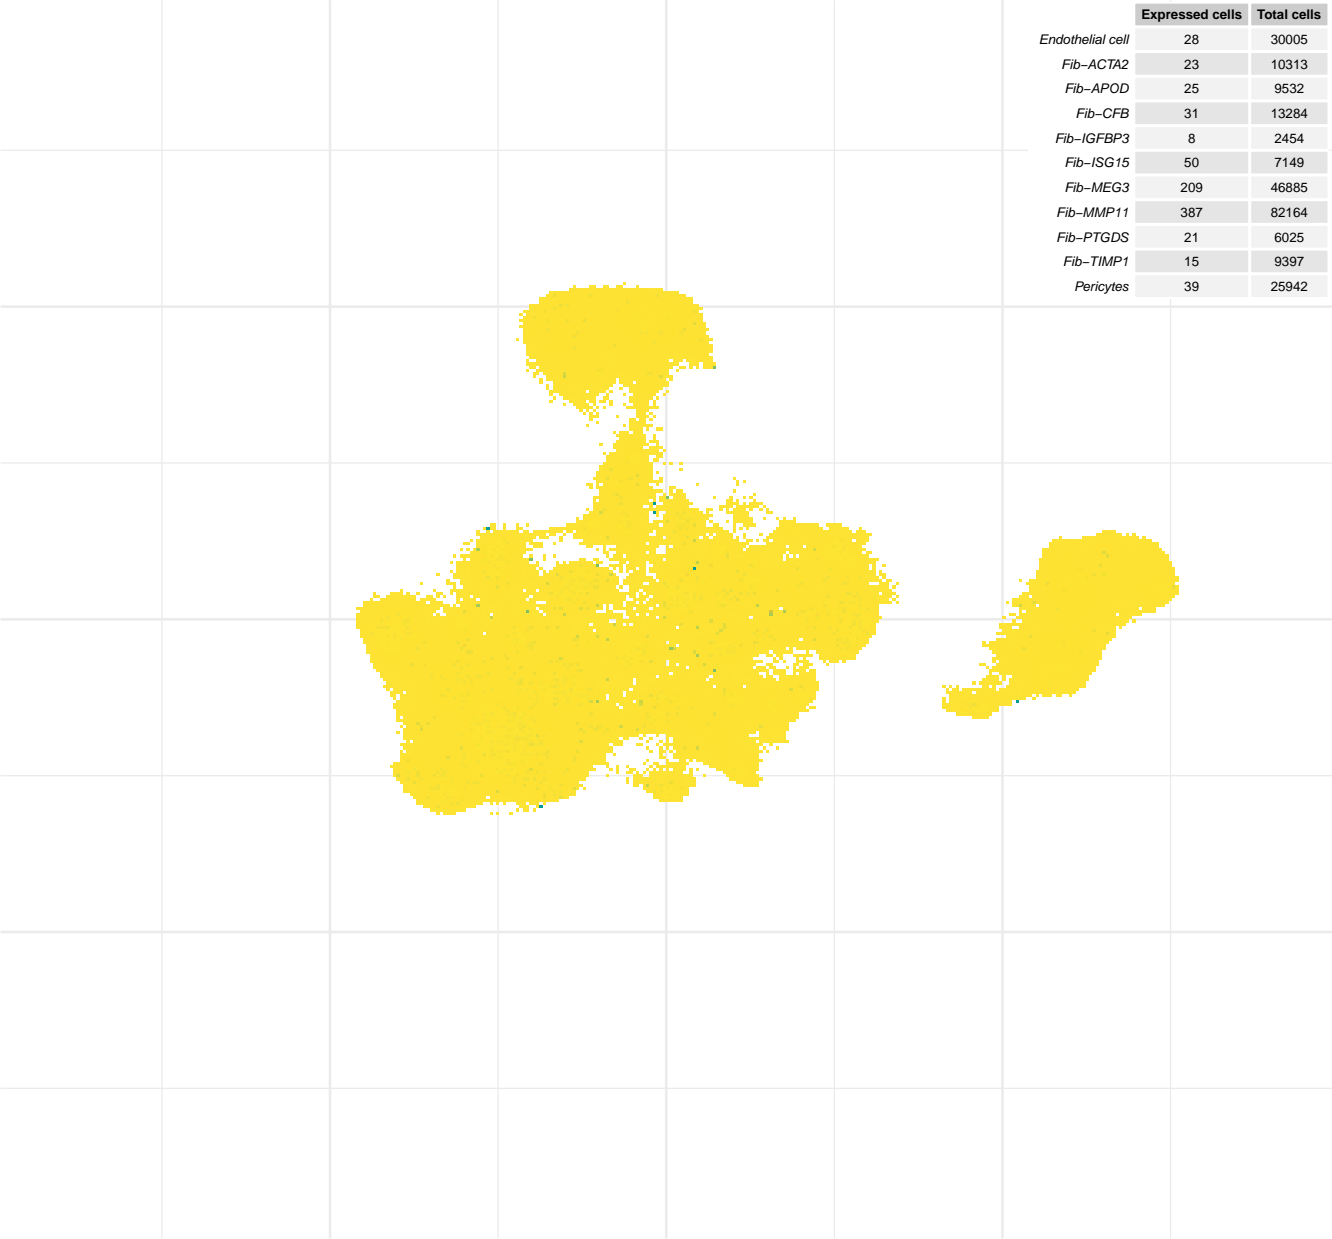 Expressed cells Total cells
Endothelial cell 28 30005
Fib−ACTA2 23 10313
Fib−APOD 25 9532
Fib−CFB 31 13284
Fib−IGFBP3 8 2454
Fib−ISG15 50 7149
Fib−MEG3 209 46885
Fib−MMP11 387 82164
Fib−PTGDS 21 6025
Fib−TIMP1 15 9397
Pericytes 39 25942